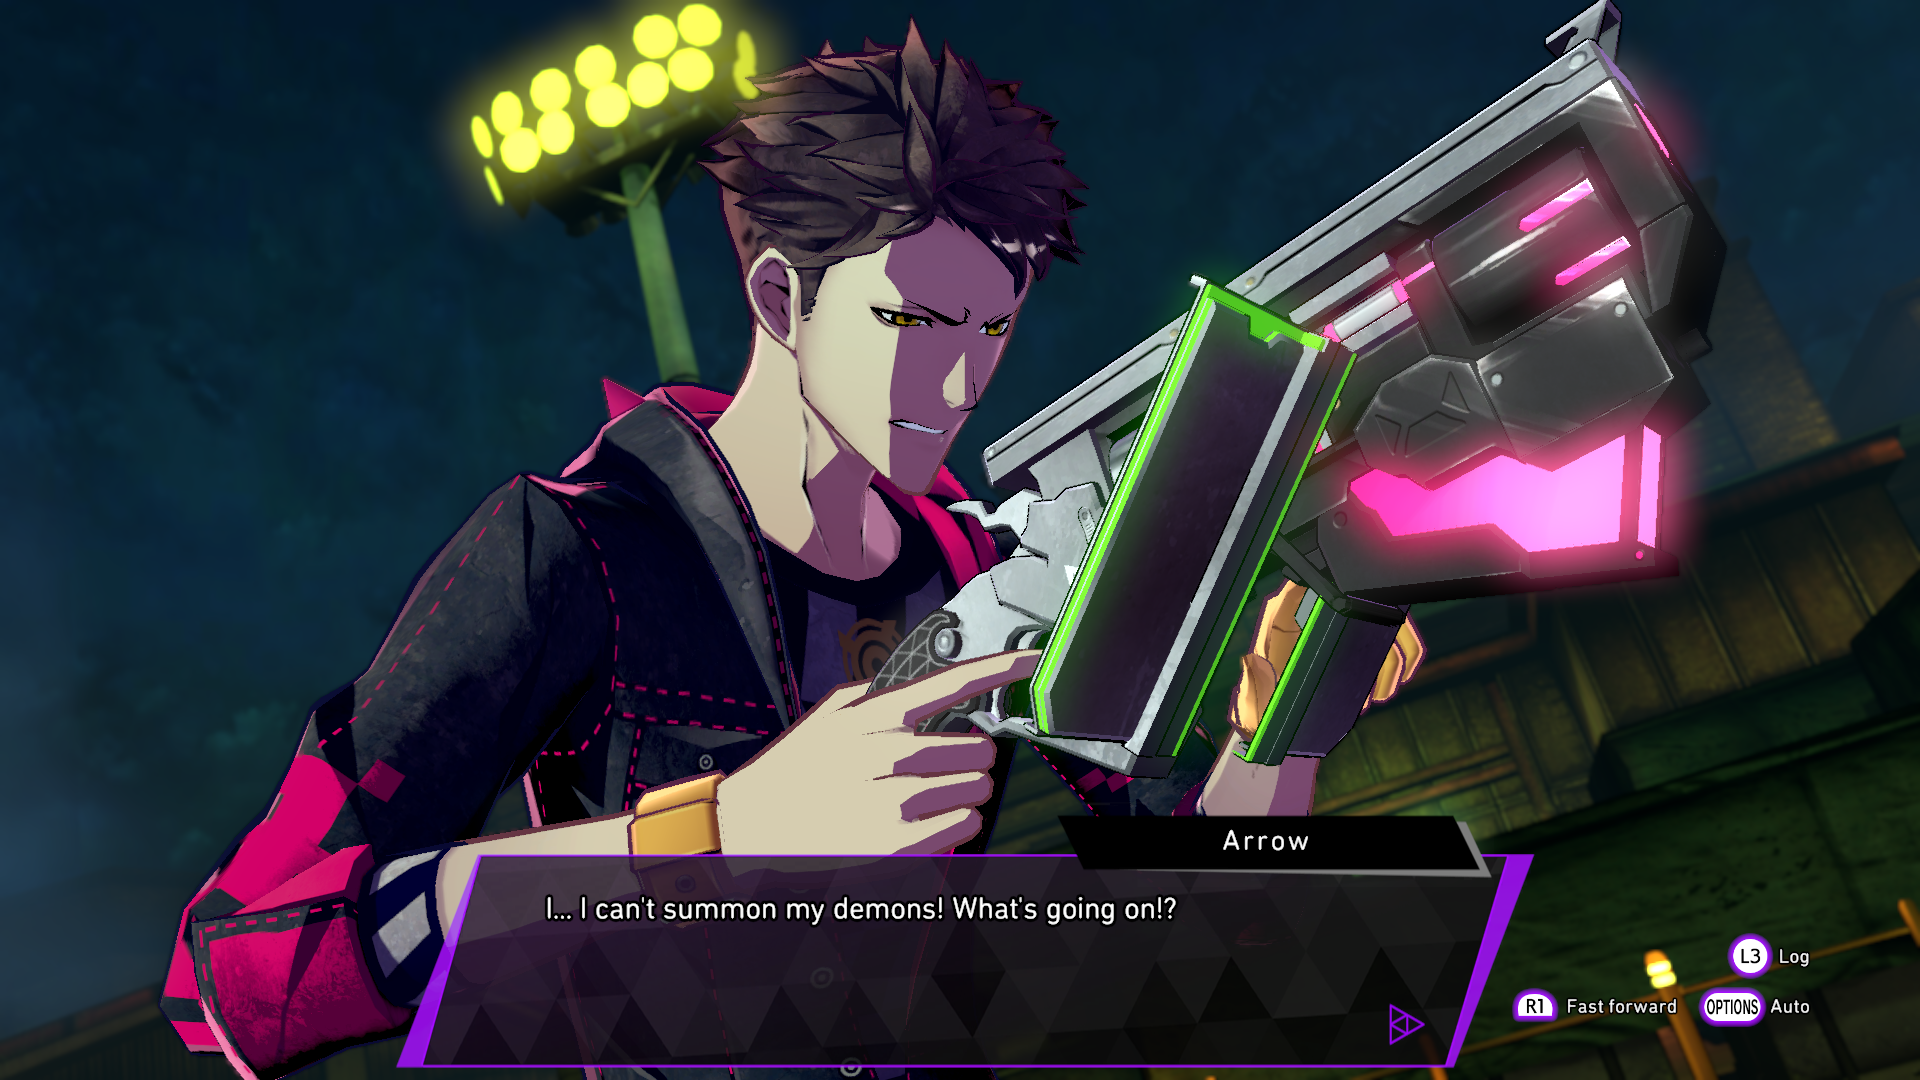 Arrow
I... I can't summon my demons! What's going on!?
L3 Log
R1 Fast forward OPTIONS Auto